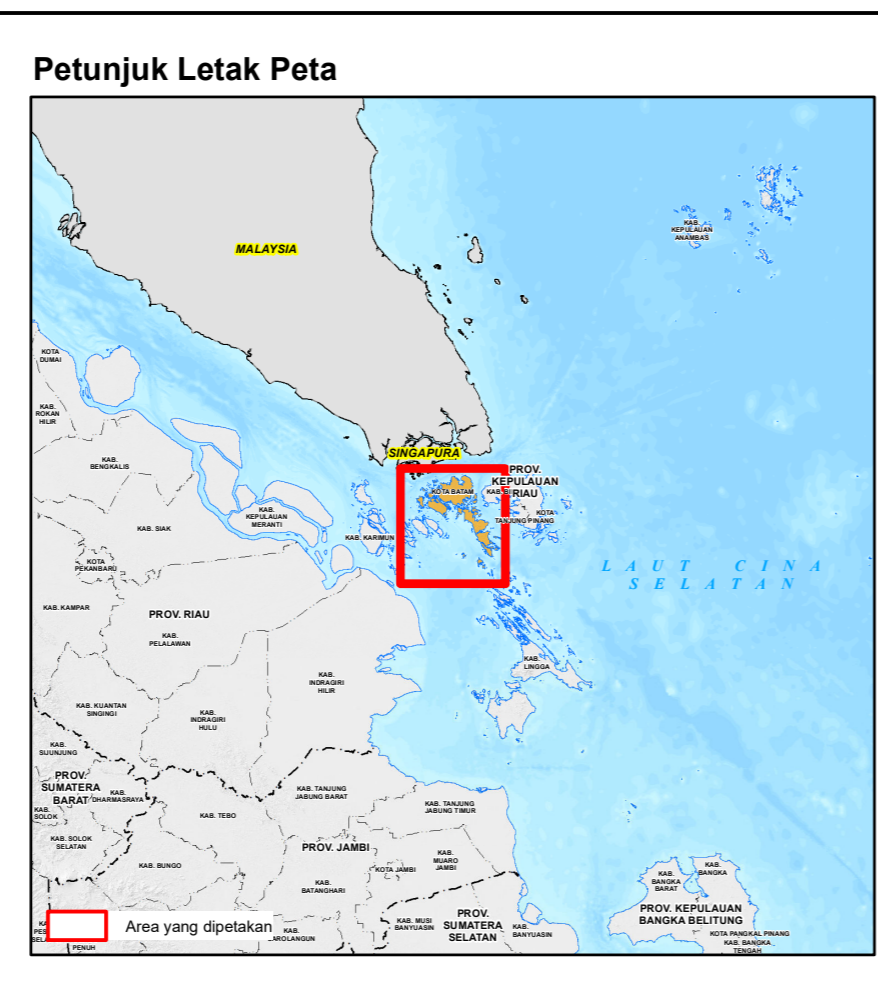 Petunjuk Letak Peta
MALAYSIA
KAB.
KEPULAUAN
ANAMBAS
KOTA
DUMAI
KAB.
ROKAN
HILIR
KAB.
BENGKALIS
SINGAPURA
PROV.
KEPULAUAN
RIAU
KOTA BATAM
KAB. BI
KOTA
TANJUNG PINANG
KAB.
KEPULAUAN
MERANTI
KAB. SIAK
KAB. KARIMUN
KOTA
PEKANBARU
LAUT CINA
SELATAN
KAB. KAMPAR
PROV. RIAU
KAB.
PELALAWAN
KAB.
LINGGA
KAB.
INDRAGIRI
HILIR
KAB. KUANTAN
SINGINGI
KAB.
INDRAGIRI
HULU
KAB.
SIJUNJUNG
PROV.
SUMATERA
BARAT
KAB.
DHARMASRAYA
KAB.
SOLOK
KAB. TEBO
KAB. TANJUNG
JABUNG BARAT
KAB. TANJUNG
JABUNG TIMUR
KAB. SOLOK
SELATAN
KAB. BUNGO
PROV. JAMBI
KOTA JAMBI
KAB.
MUARO
JAMBI
KAB.
BATANGHARI
KAB.
BANGKA
BARAT
KAB.
BANGKA
PROV. KEPULAUAN
BANGKA BELITUNG
KOTA PANGKAL PINANG
KAB. BANGKA
TENGAH
KAB. MUSI
BANYUASIN
PROV.
SUMATERA
SELATAN
KAB.
BANYUASIN
KAB.
AROLANGUN
PENUH
Area yang dipetakan